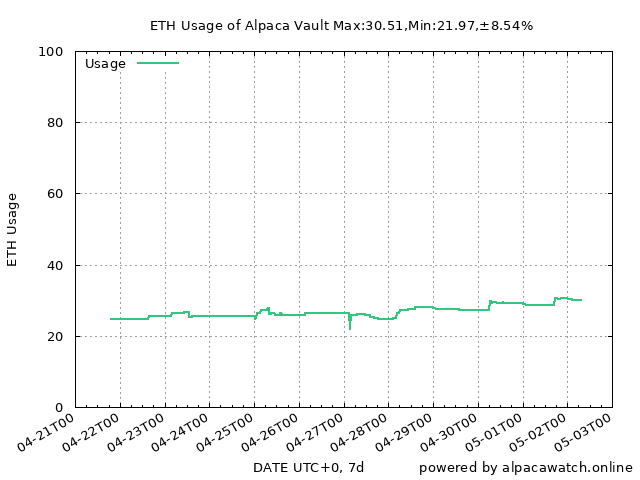 ETH Usage of Alpaca Vault Max:30.51,Min:21.97,±8.54%
Usage
100
80
60
40
20
0
ETH Usage
04-21T00
04-22T00
04-23T00
04-24T00
04-25T00
04-26T00
04-27T00
04-28T00
04-29T00
04-30T00
05-01T00
05-02T00
05-03T00
DATE UTC+0, 7d
powered by alpacawatch.online